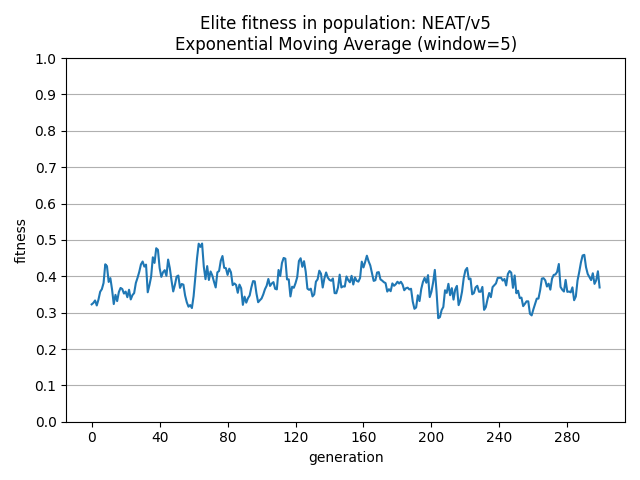 Elite fitness in population: NEAT/v5
Exponential Moving Average (window=5)
1.0
0.9
0.8
0.7
0.6
0.5
0.4
0.3
0.2
0.1
0.0
fitness
0 40 80 120 160 200 240 280
generation